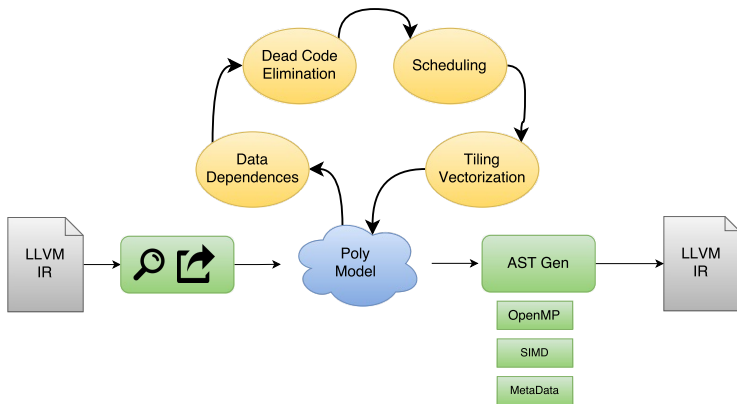 Dead Code
Elimination
Scheduling
Data
Dependences
Tiling
Vectorization
LLVM
IR
Poly
Model
AST Gen
LLVM
IR
OpenMP
SIMD
MetaData